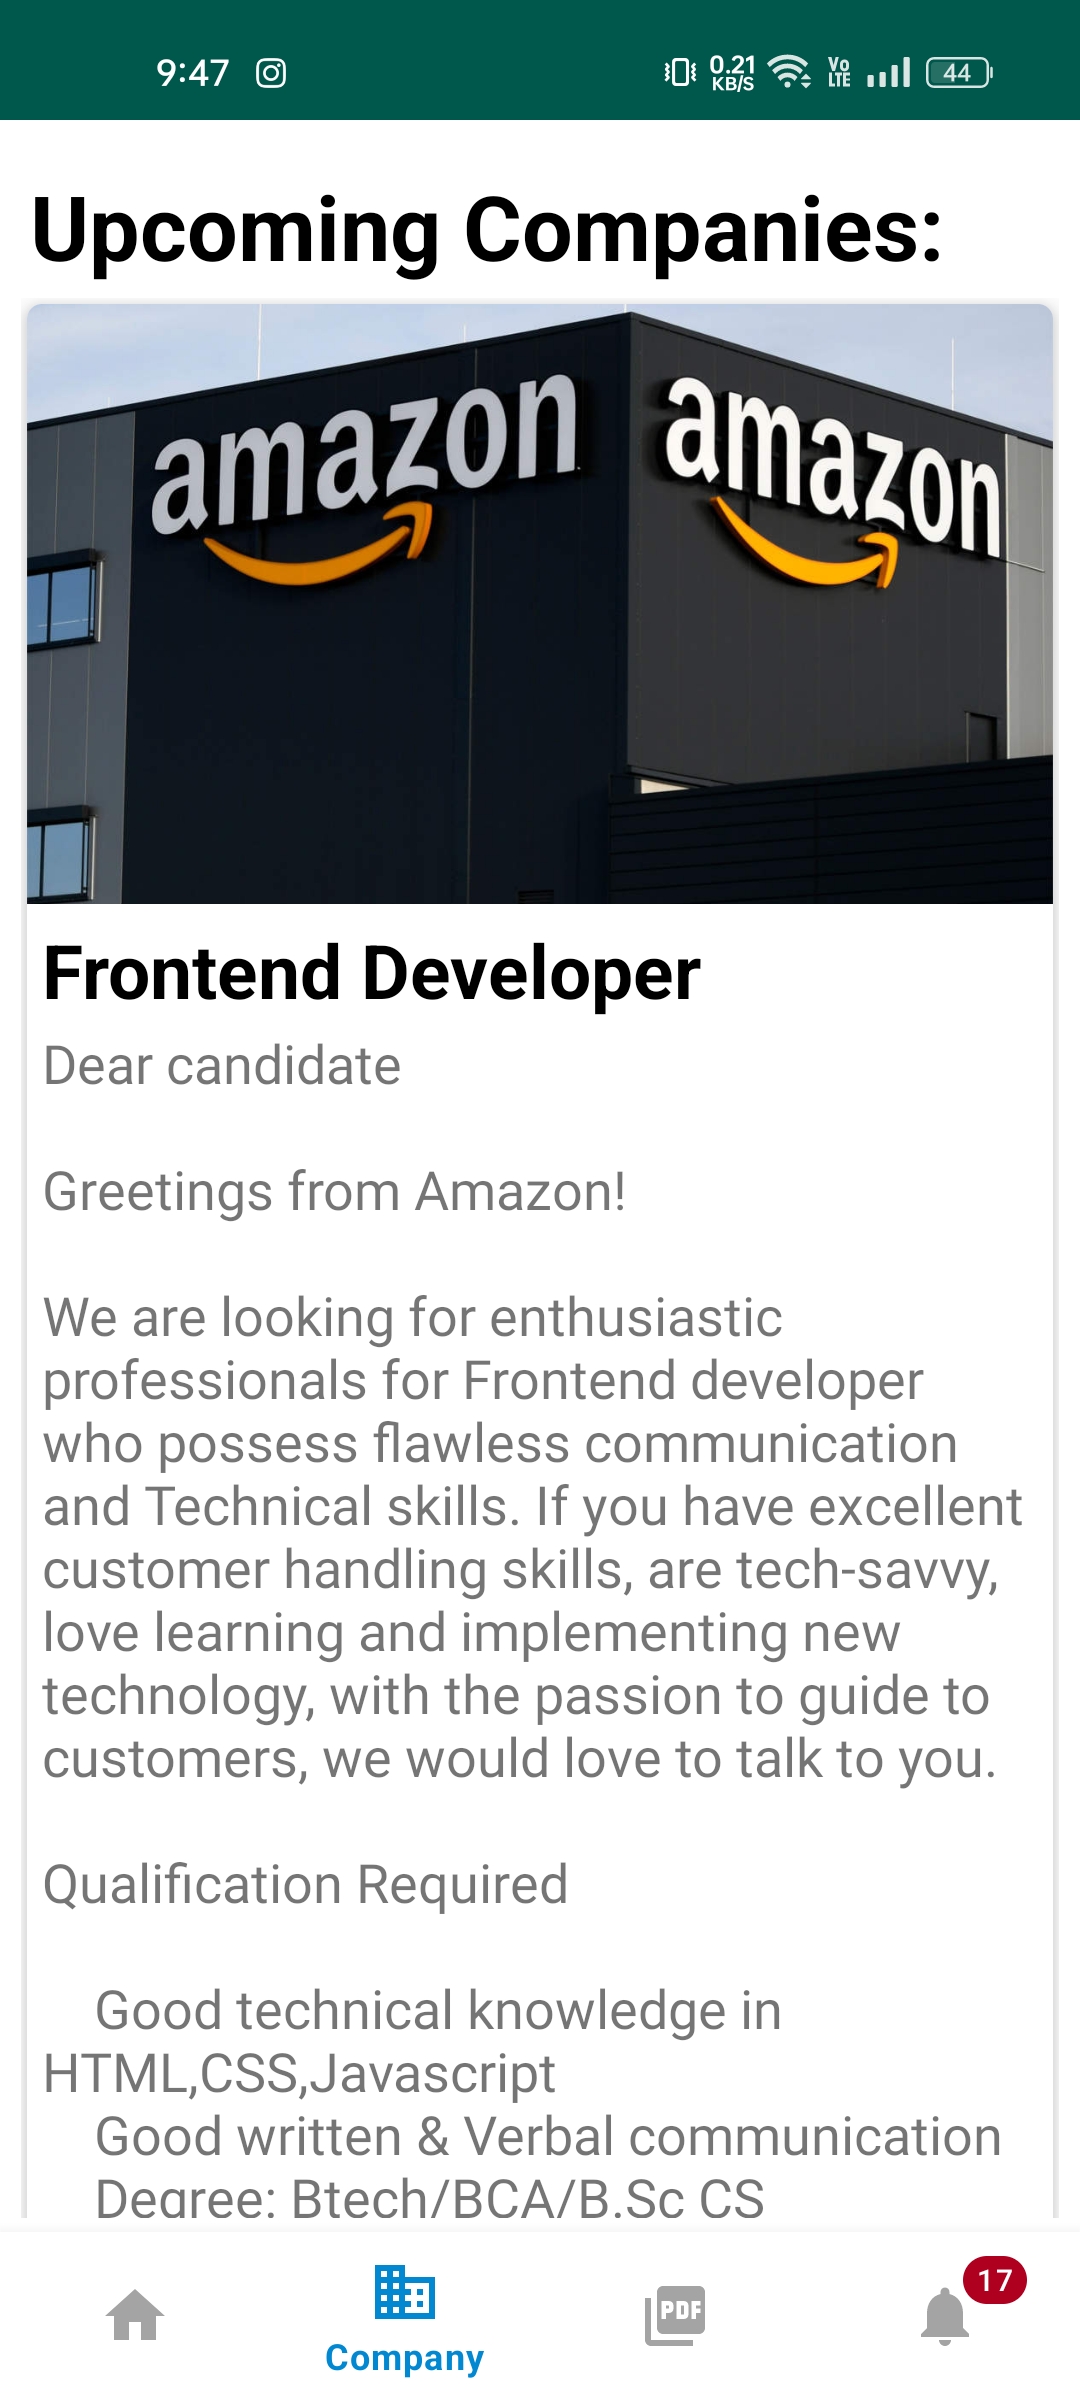 9:47
0.21
KB/S
Vo
LTE
44
Upcoming Companies:
amazon
amazon
Frontend Developer
Dear candidate
Greetings from Amazon!
We are looking for enthusiastic
professionals for Frontend developer
who possess flawless communication
and Technical skills. If you have excellent
customer handling skills, are tech-savvy,
love learning and implementing new
technology, with the passion to guide to
customers, we would love to talk to you.
Qualification Required
Good technical knowledge in
HTML,CSS,Javascript
Good written & Verbal communication
Degree: Btech/BCA/B.Sc CS
PDF
17
Company